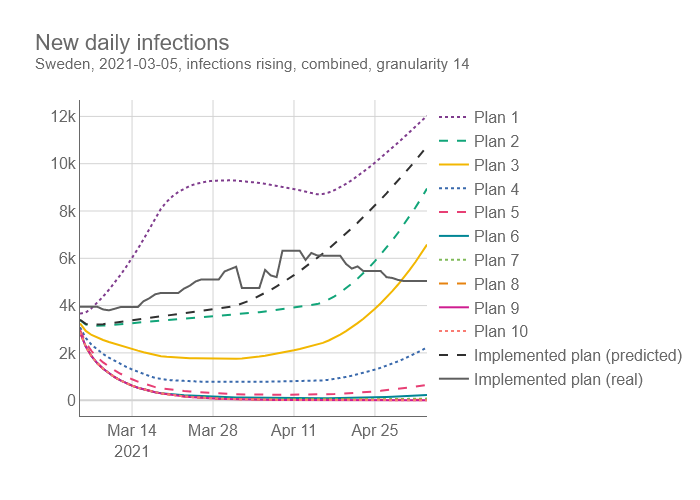 New daily infections
Sweden, 2021-03-05, infections rising, combined, granularity 14
12k
10k
8k
6k
4k
2k
0
Mar 14
2021
Mar 28
Apr 11
Apr 25
Plan 1
Plan 2
Plan 3
Plan 4
Plan 5
Plan 6
Plan 7
Plan 8
Plan 9
Plan 10
Implemented plan (predicted)
Implemented plan (real)